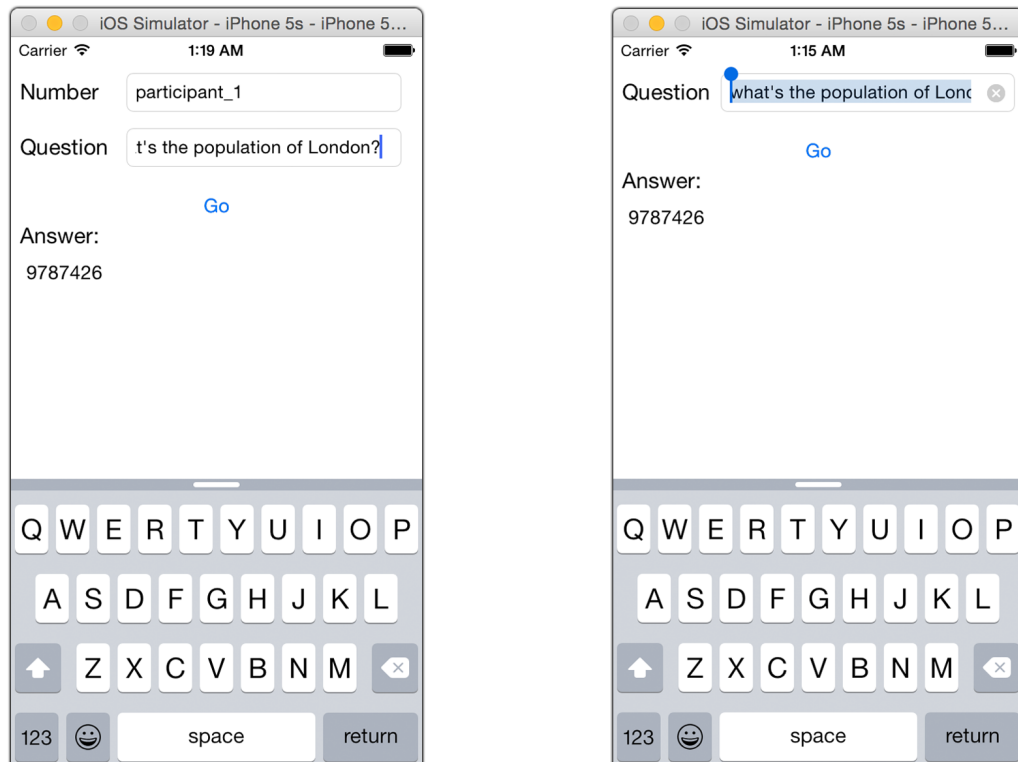 iOS Simulator - iPhone 5s - iPhone 5...
Carrier 1:19 AM
Number participant_1
Question t's the population of London?
Go
Answer:
9787426
Q W E R T Y U I O P
A S D F G H J K L
Z X C V B N M
123 space return
iOS Simulator - iPhone 5s - iPhone 5...
Carrier 1:15 AM
Question what's the population of Lond
Go
Answer:
9787426
Q W E R T Y U I O P
A S D F G H J K L
Z X C V B N M
123 space return